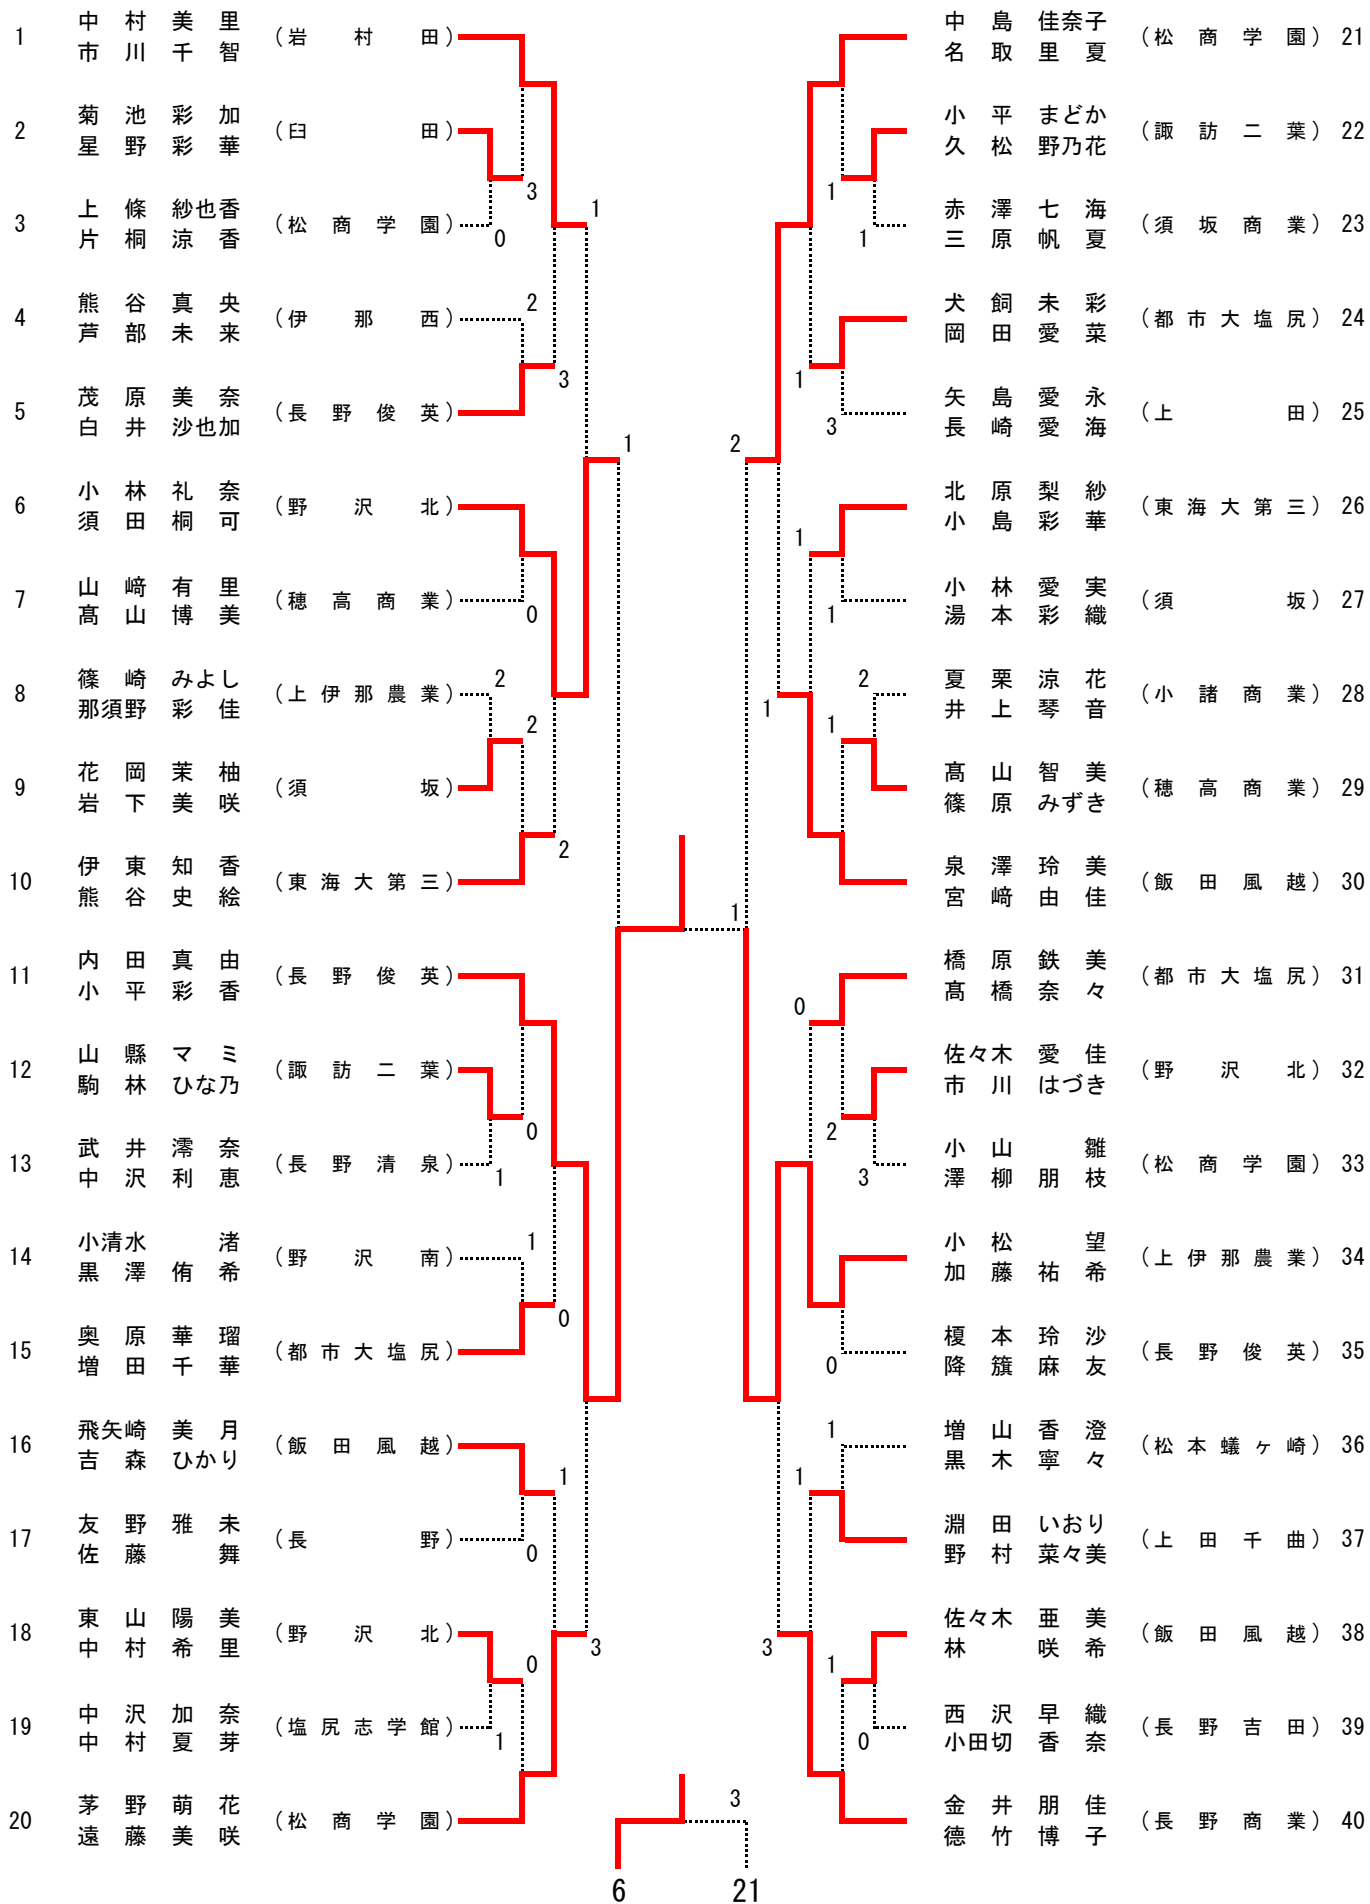 1 中村美里 (岩村田)
市川千智
2 菊池彩加 (臼田)
星野彩華
3 上條紗也香 (松商学園)
片桐涼香
4 熊谷真央 (伊那西)
芦部未来
5 茂原美奈 (長野俊英)
白井沙也加
6 小林礼奈 (野沢北)
須田桐可
7 山﨑有里 (穂高商業)
髙山博美
8 篠崎みよし (上伊那農業)
那須野彩佳
9 花岡茉柚 (須坂)
岩下美咲
10 伊東知香 (東海大第三)
熊谷史絵
11 内田真由 (長野俊英)
小平彩香
12 山縣マミ (諏訪二葉)
駒林ひな乃
13 武井澪奈 (長野清泉)
中沢利恵
14 小清水渚 (野沢南)
黒澤侑希
15 奥原華瑠 (都市大塩尻)
増田千華
16 飛矢崎美月 (飯田風越)
吉森ひかり
17 友野雅未 (長野)
佐藤舞
18 東山陽美 (野沢北)
中村希里
19 中沢加奈 (塩尻志学館)
中村夏芽
20 茅野萌花 (松商学園)
遠藤美咲
3
0
1
2
3
1
0
2
2
2
0
1
1
0
1
0
0
1
3
1
3
6 21
2
1
1
1
3
1
1
1
2
1
0
2
3
0
1
1
1
0
3
中島佳奈子 (松商学園) 21
名取里夏
小平まどか (諏訪二葉) 22
久松野乃花
赤澤七海 (須坂商業) 23
三原帆夏
犬飼未彩 (都市大塩尻) 24
岡田愛菜
矢島愛永 (上田) 25
長崎愛海
北原梨紗 (東海大第三) 26
小島彩華
小林愛実 (須坂) 27
湯本彩織
夏栗涼花 (小諸商業) 28
井上琴音
髙山智美 (穂高商業) 29
篠原みずき
泉澤玲美 (飯田風越) 30
宮﨑由佳
橋原鉄美 (都市大塩尻) 31
髙橋奈々
佐々木愛佳 (野沢北) 32
市川はづき
小山雛 (松商学園) 33
澤柳朋枝
小松望 (上伊那農業) 34
加藤祐希
榎本玲沙 (長野俊英) 35
降籏麻友
増山香澄 (松本蟻ヶ崎) 36
黒木寧々
淵田いおり (上田千曲) 37
野村菜々美
佐々木亜美 (飯田風越) 38
林咲希
西沢早織 (長野吉田) 39
小田切香奈
金井朋佳 (長野商業) 40
德竹博子